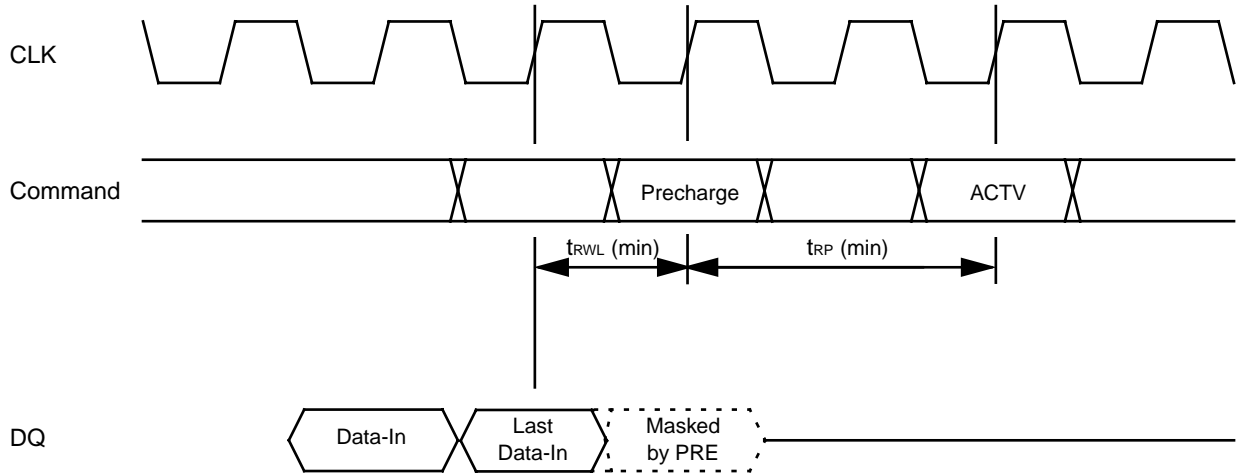 CLK
Command
Precharge
ACTV
tRWL (min)
tRP (min)
DQ
Data-In
Last
Data-In
Masked
by PRE